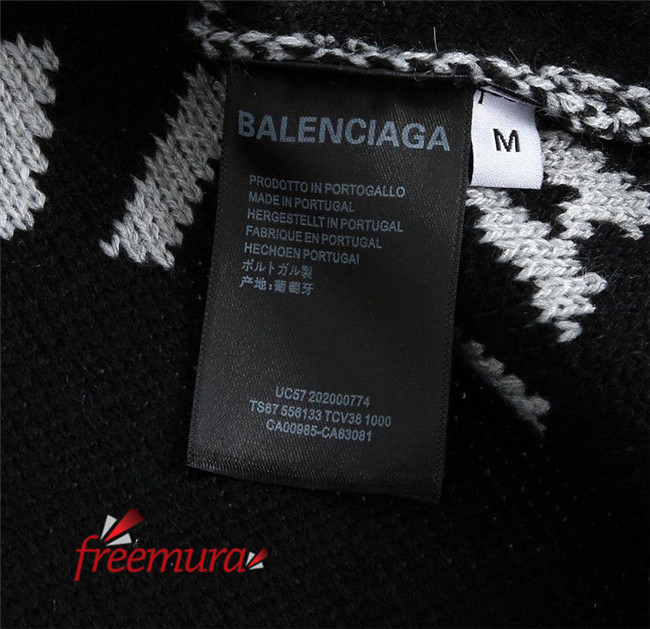 BALENCIAGA
M
PRODOTTO IN PORTOGALLO
MADE IN PORTUGAL
HERGESTELLT IN PORTUGAL
FABRIQUE EN PORTUGAL
HECHOEN PORTUGAI
ポルトガル製
产地:葡萄牙
UC57 202000774
TS67 556133 TCV38 1000
CA00985-CA63081
freemura